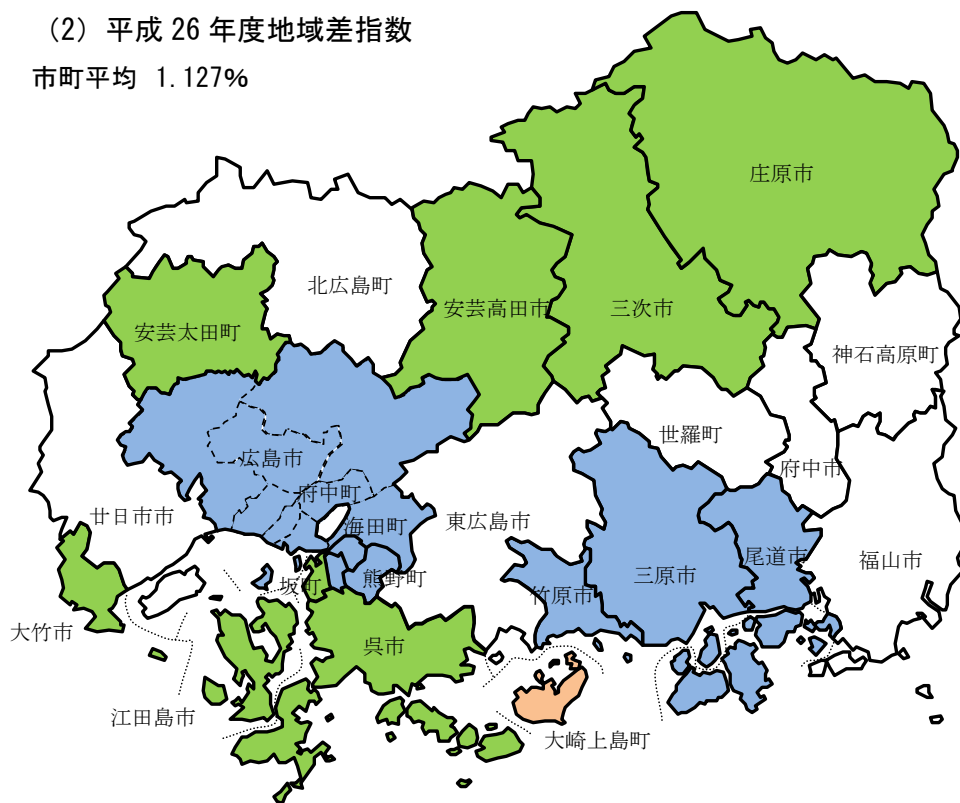 (2) 平成 26 年度地域差指数
市町平均 1.127%
庄原市
北広島町
安芸高田市
三次市
安芸太田町
神石高原町
世羅町
広島市
府中市
府中町
廿日市市
海田町
東広島市
尾道市
福山市
坂町
熊野町
竹原市
三原市
大竹市
呉市
江田島市
大崎上島町